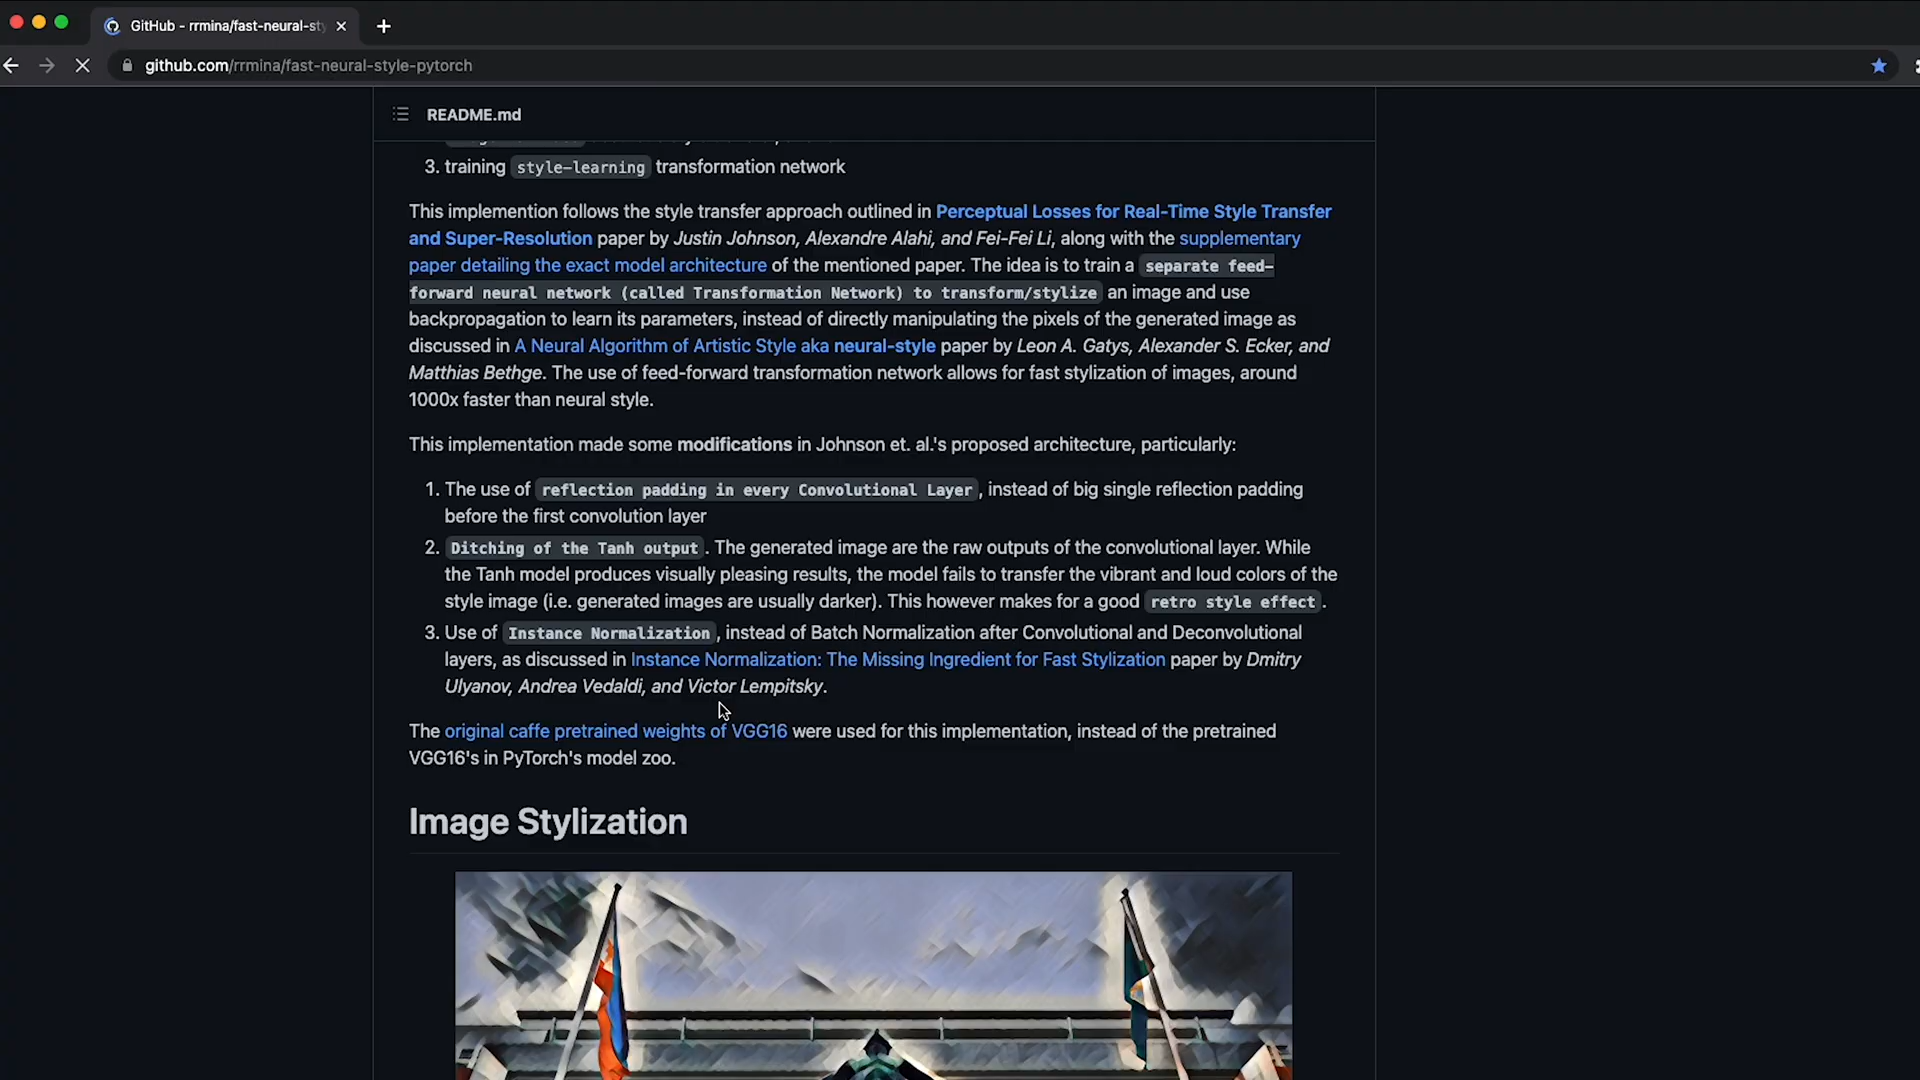 GitHub - rrmina/fast-neural-sty
github.com/rrmina/fast-neural-style-pytorch
README.md
3. training style-learning transformation network
This implemention follows the style transfer approach outlined in Perceptual Losses for Real-Time Style Transfer
and Super-Resolution paper by Justin Johnson, Alexandre Alahi, and Fei-Fei Li, along with the supplementary
paper detailing the exact model architecture of the mentioned paper. The idea is to train a separate feed-
forward neural network (called Transformation Network) to transform/stylize an image and use
backpropagation to learn its parameters, instead of directly manipulating the pixels of the generated image as
discussed in A Neural Algorithm of Artistic Style aka neural-style paper by Leon A. Gatys, Alexander S. Ecker, and
Matthias Bethge. The use of feed-forward transformation network allows for fast stylization of images, around
1000x faster than neural style.
This implementation made some modifications in Johnson et. al.'s proposed architecture, particularly:
1. The use of reflection padding in every Convolutional Layer, instead of big single reflection padding
before the first convolution layer
2. Ditching of the Tanh output. The generated image are the raw outputs of the convolutional layer. While
the Tanh model produces visually pleasing results, the model fails to transfer the vibrant and loud colors of the
style image (i.e. generated images are usually darker). This however makes for a good retro style effect.
3. Use of Instance Normalization, instead of Batch Normalization after Convolutional and Deconvolutional
layers, as discussed in Instance Normalization: The Missing Ingredient for Fast Stylization paper by Dmitry
Ulyanov, Andrea Vedaldi, and Victor Lempitsky.
The original caffe pretrained weights of VGG16 were used for this implementation, instead of the pretrained
VGG16's in PyTorch's model zoo.
Image Stylization